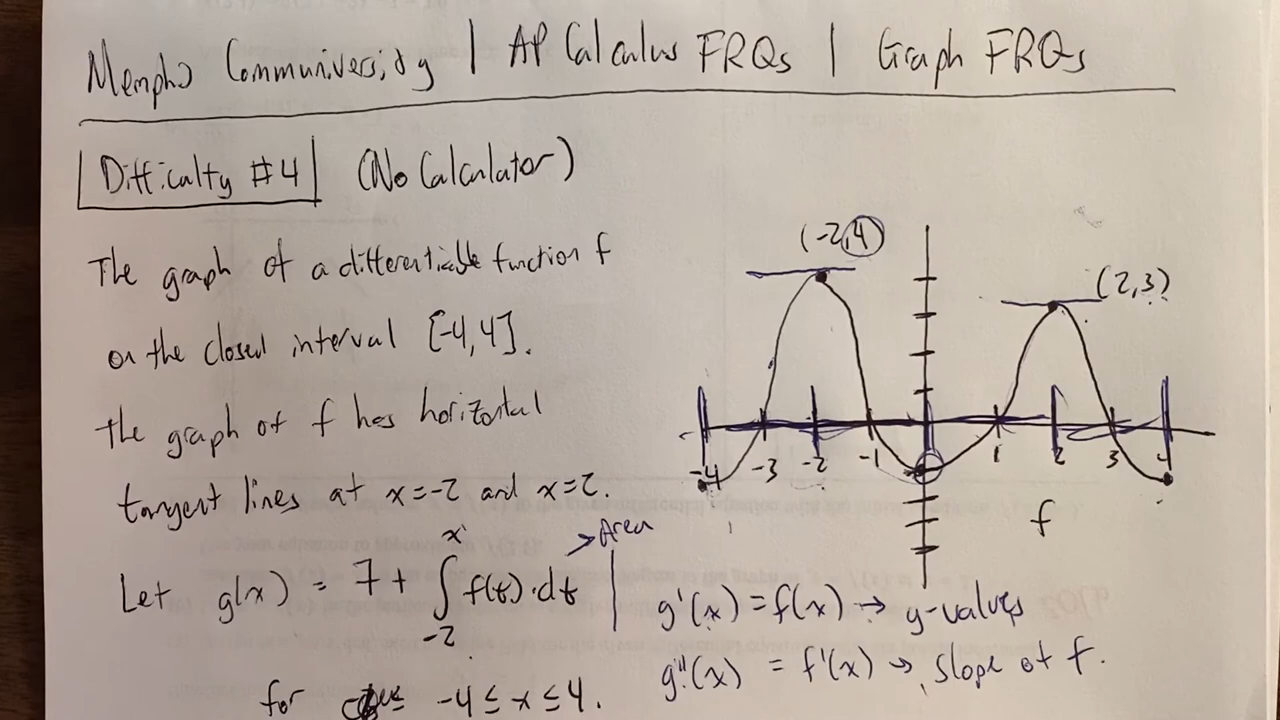 Mempho Communiversity | AP Calculus FRQs | Graph FRQs
Difficulty #4 (No Calculator)
The graph of a differentiable function f
on the closed interval [-4,4].
The graph of f has horizontal
tangent lines at x=-2 and x=2.
Let g(x) = 7 + ∫_{-2}^{x} f(t)·dt
for -4 ≤ x ≤ 4.
> Area
(-2,4)
(2,3)
-4 -3 -2 -1 1 2 3
f
g'(x) = f(x) → y-values
g''(x) = f'(x) → slope of f.